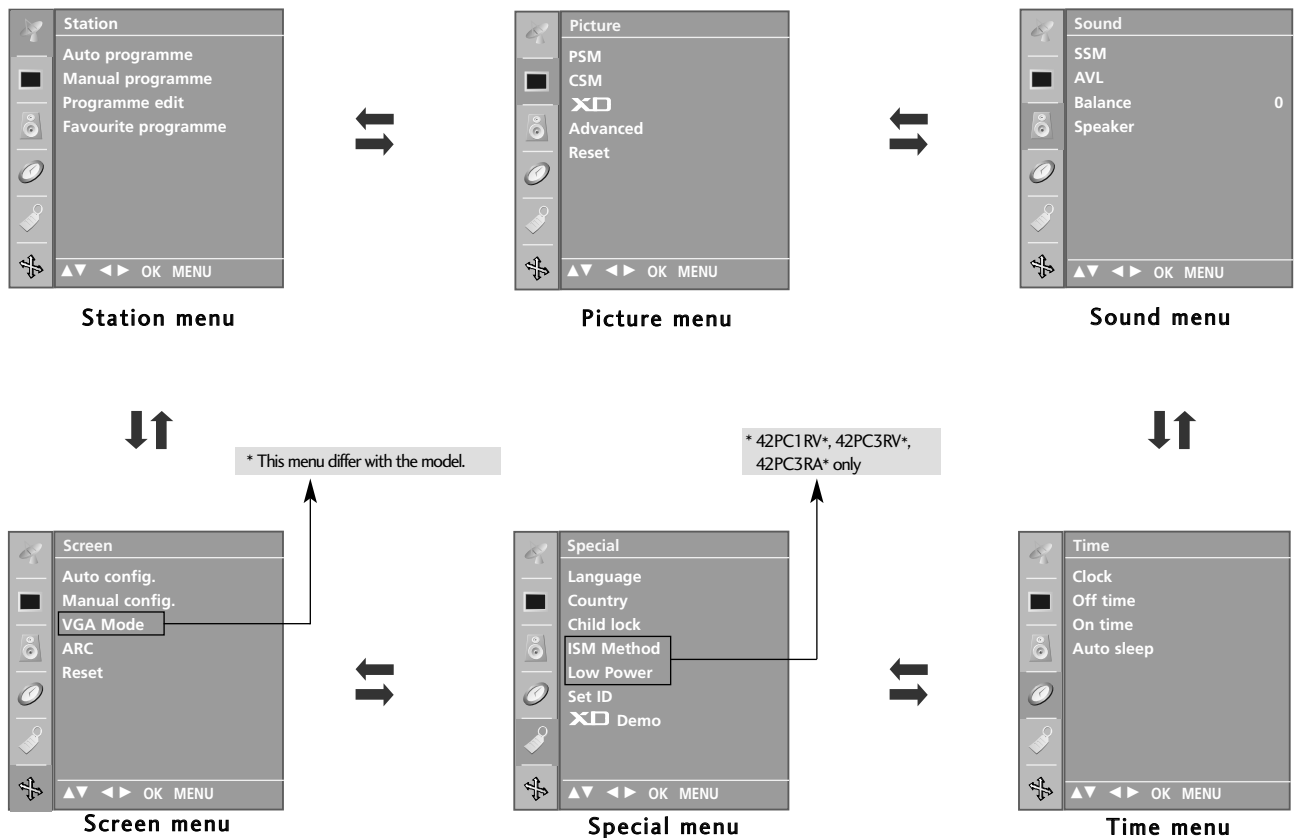 Station
Auto programme
Manual programme
Programme edit
Favourite programme
▲▼ ◄► OK MENU
Station menu
Picture
PSM
CSM
XD
Advanced
Reset
▲▼ ◄► OK MENU
Picture menu
Sound
SSM
AVL
Balance 0
Speaker
▲▼ ◄► OK MENU
Sound menu
* This menu differ with the model.
Screen
Auto config.
Manual config.
VGA Mode
ARC
Reset
▲▼ ◄► OK MENU
Screen menu
* 42PC1RV*, 42PC3RV*,
42PC3RA* only
Special
Language
Country
Child lock
ISM Method
Low Power
Set ID
XD Demo
▲▼ ◄► OK MENU
Special menu
Time
Clock
Off time
On time
Auto sleep
▲▼ ◄► OK MENU
Time menu